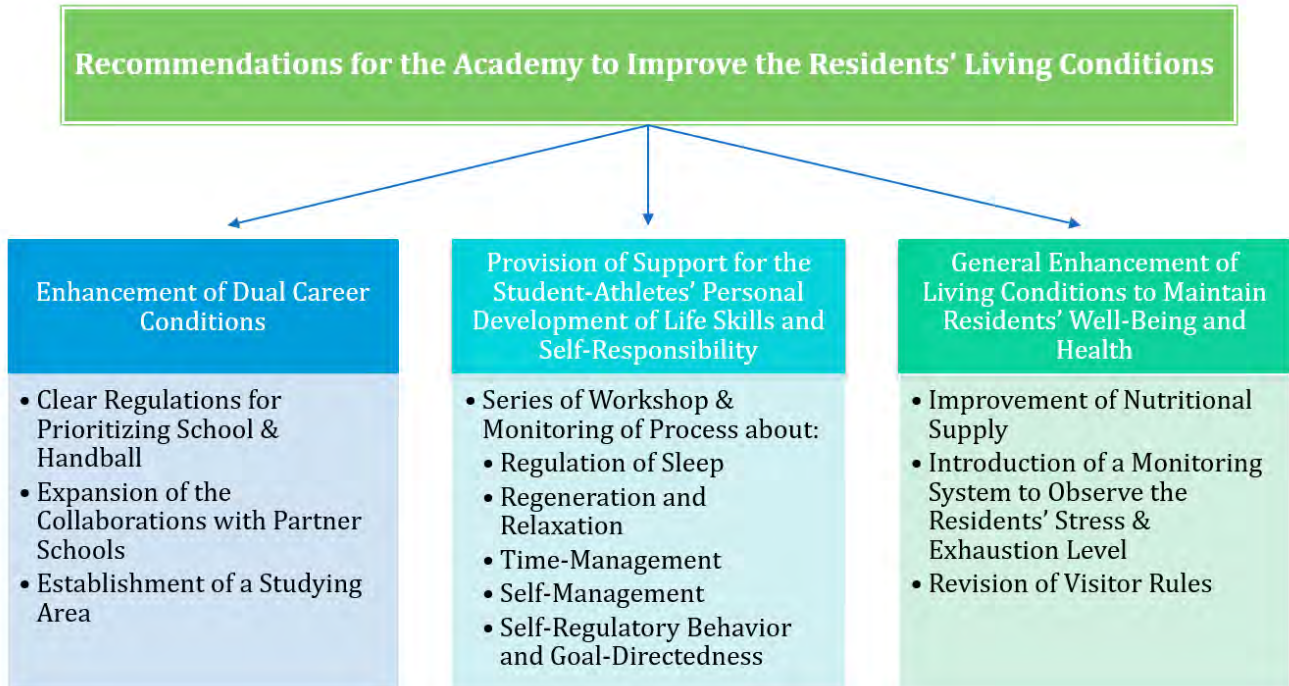 Recommendations for the Academy to Improve the Residents' Living Conditions
Enhancement of Dual Career
Conditions
• Clear Regulations for
Prioritizing School &
Handball
• Expansion of the
Collaborations with Partner
Schools
• Establishment of a Studying
Area
Provision of Support for the
Student-Athletes' Personal
Development of Life Skills and
Self-Responsibility
• Series of Workshop &
Monitoring of Process about:
• Regulation of Sleep
• Regeneration and
Relaxation
• Time-Management
• Self-Management
• Self-Regulatory Behavior
and Goal-Directedness
General Enhancement of
Living Conditions to Maintain
Residents' Well-Being and
Health
• Improvement of Nutritional
Supply
• Introduction of a Monitoring
System to Observe the
Residents' Stress &
Exhaustion Level
• Revision of Visitor Rules